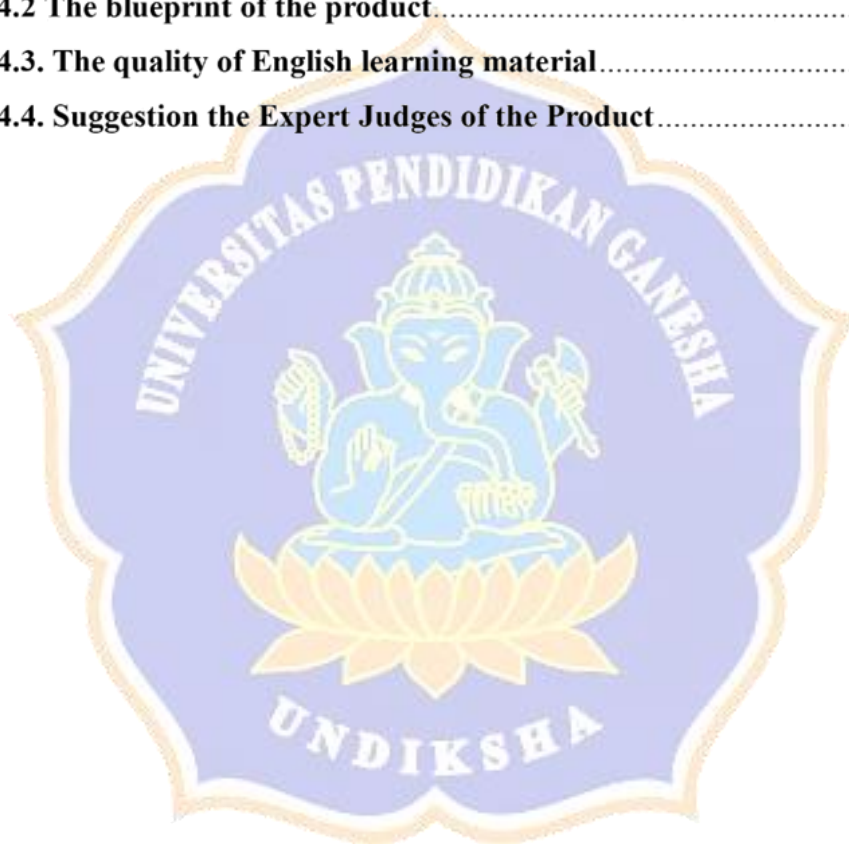 4.2 The blueprint of the product................................................
4.3. The quality of English learning material..............................
4.4. Suggestion the Expert Judges of the Product........................
UNIVERSITAS PENDIDIKAN GANESHA
UNDIKSHA